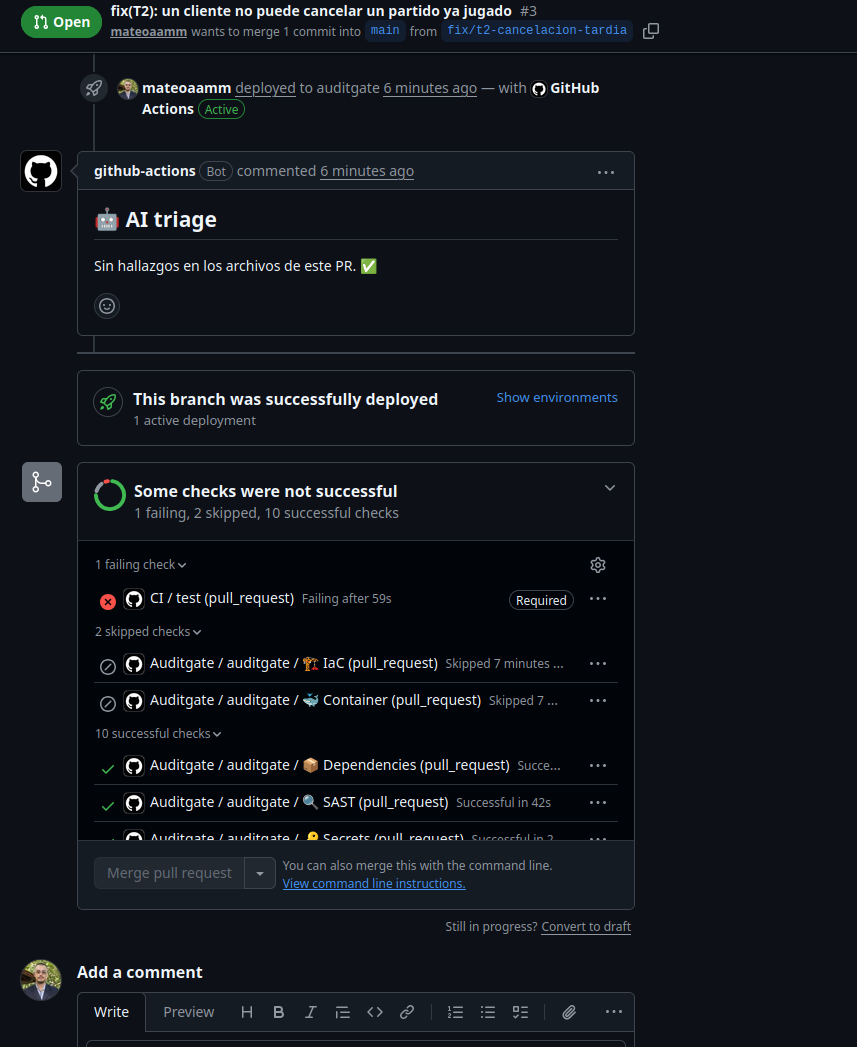 Open
fix(T2): un cliente no puede cancelar un partido ya jugado #3
mateoaamm wants to merge 1 commit into main from fix/t2-cancelacion-tardia
mateoaamm deployed to auditgate 6 minutes ago — with GitHub
Actions Active
github-actions Bot commented 6 minutes ago
🤖 AI triage
Sin hallazgos en los archivos de este PR. ✅
This branch was successfully deployed
Show environments
1 active deployment
Some checks were not successful
1 failing, 2 skipped, 10 successful checks
1 failing check
CI / test (pull_request) Failing after 59s Required
2 skipped checks
Auditgate / auditgate / 🏗️ IaC (pull_request) Skipped 7 minutes ...
Auditgate / auditgate / 🐳 Container (pull_request) Skipped 7 ...
10 successful checks
Auditgate / auditgate / 📦 Dependencies (pull_request) Succe...
Auditgate / auditgate / 🔍 SAST (pull_request) Successful in 42s
Auditgate / auditgate / 🔑 Secrets (pull_request) Successful in 2
Merge pull request
You can also merge this with the command line.
View command line instructions.
Still in progress? Convert to draft
Add a comment
Write Preview